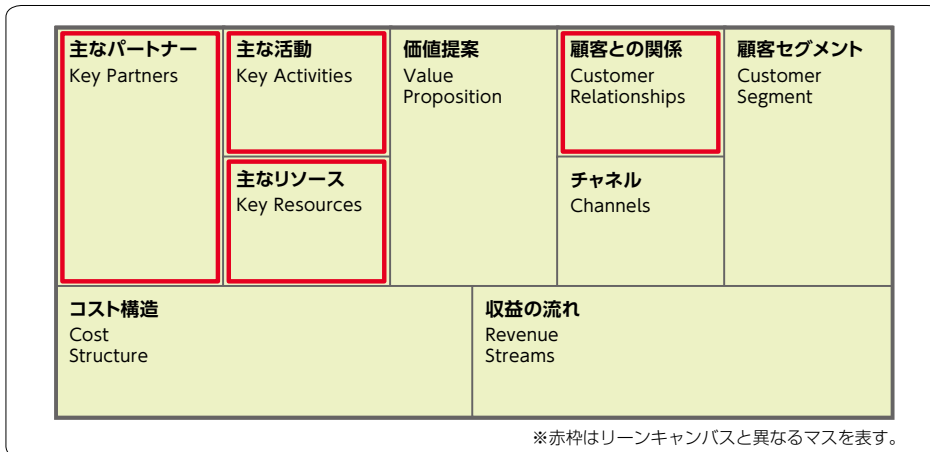 主なパートナー
Key Partners
主な活動
Key Activities
主なリソース
Key Resources
価値提案
Value
Proposition
顧客との関係
Customer
Relationships
チャネル
Channels
顧客セグメント
Customer
Segment
コスト構造
Cost
Structure
収益の流れ
Revenue
Streams
※赤枠はリーンキャンバスと異なるマスを表す。